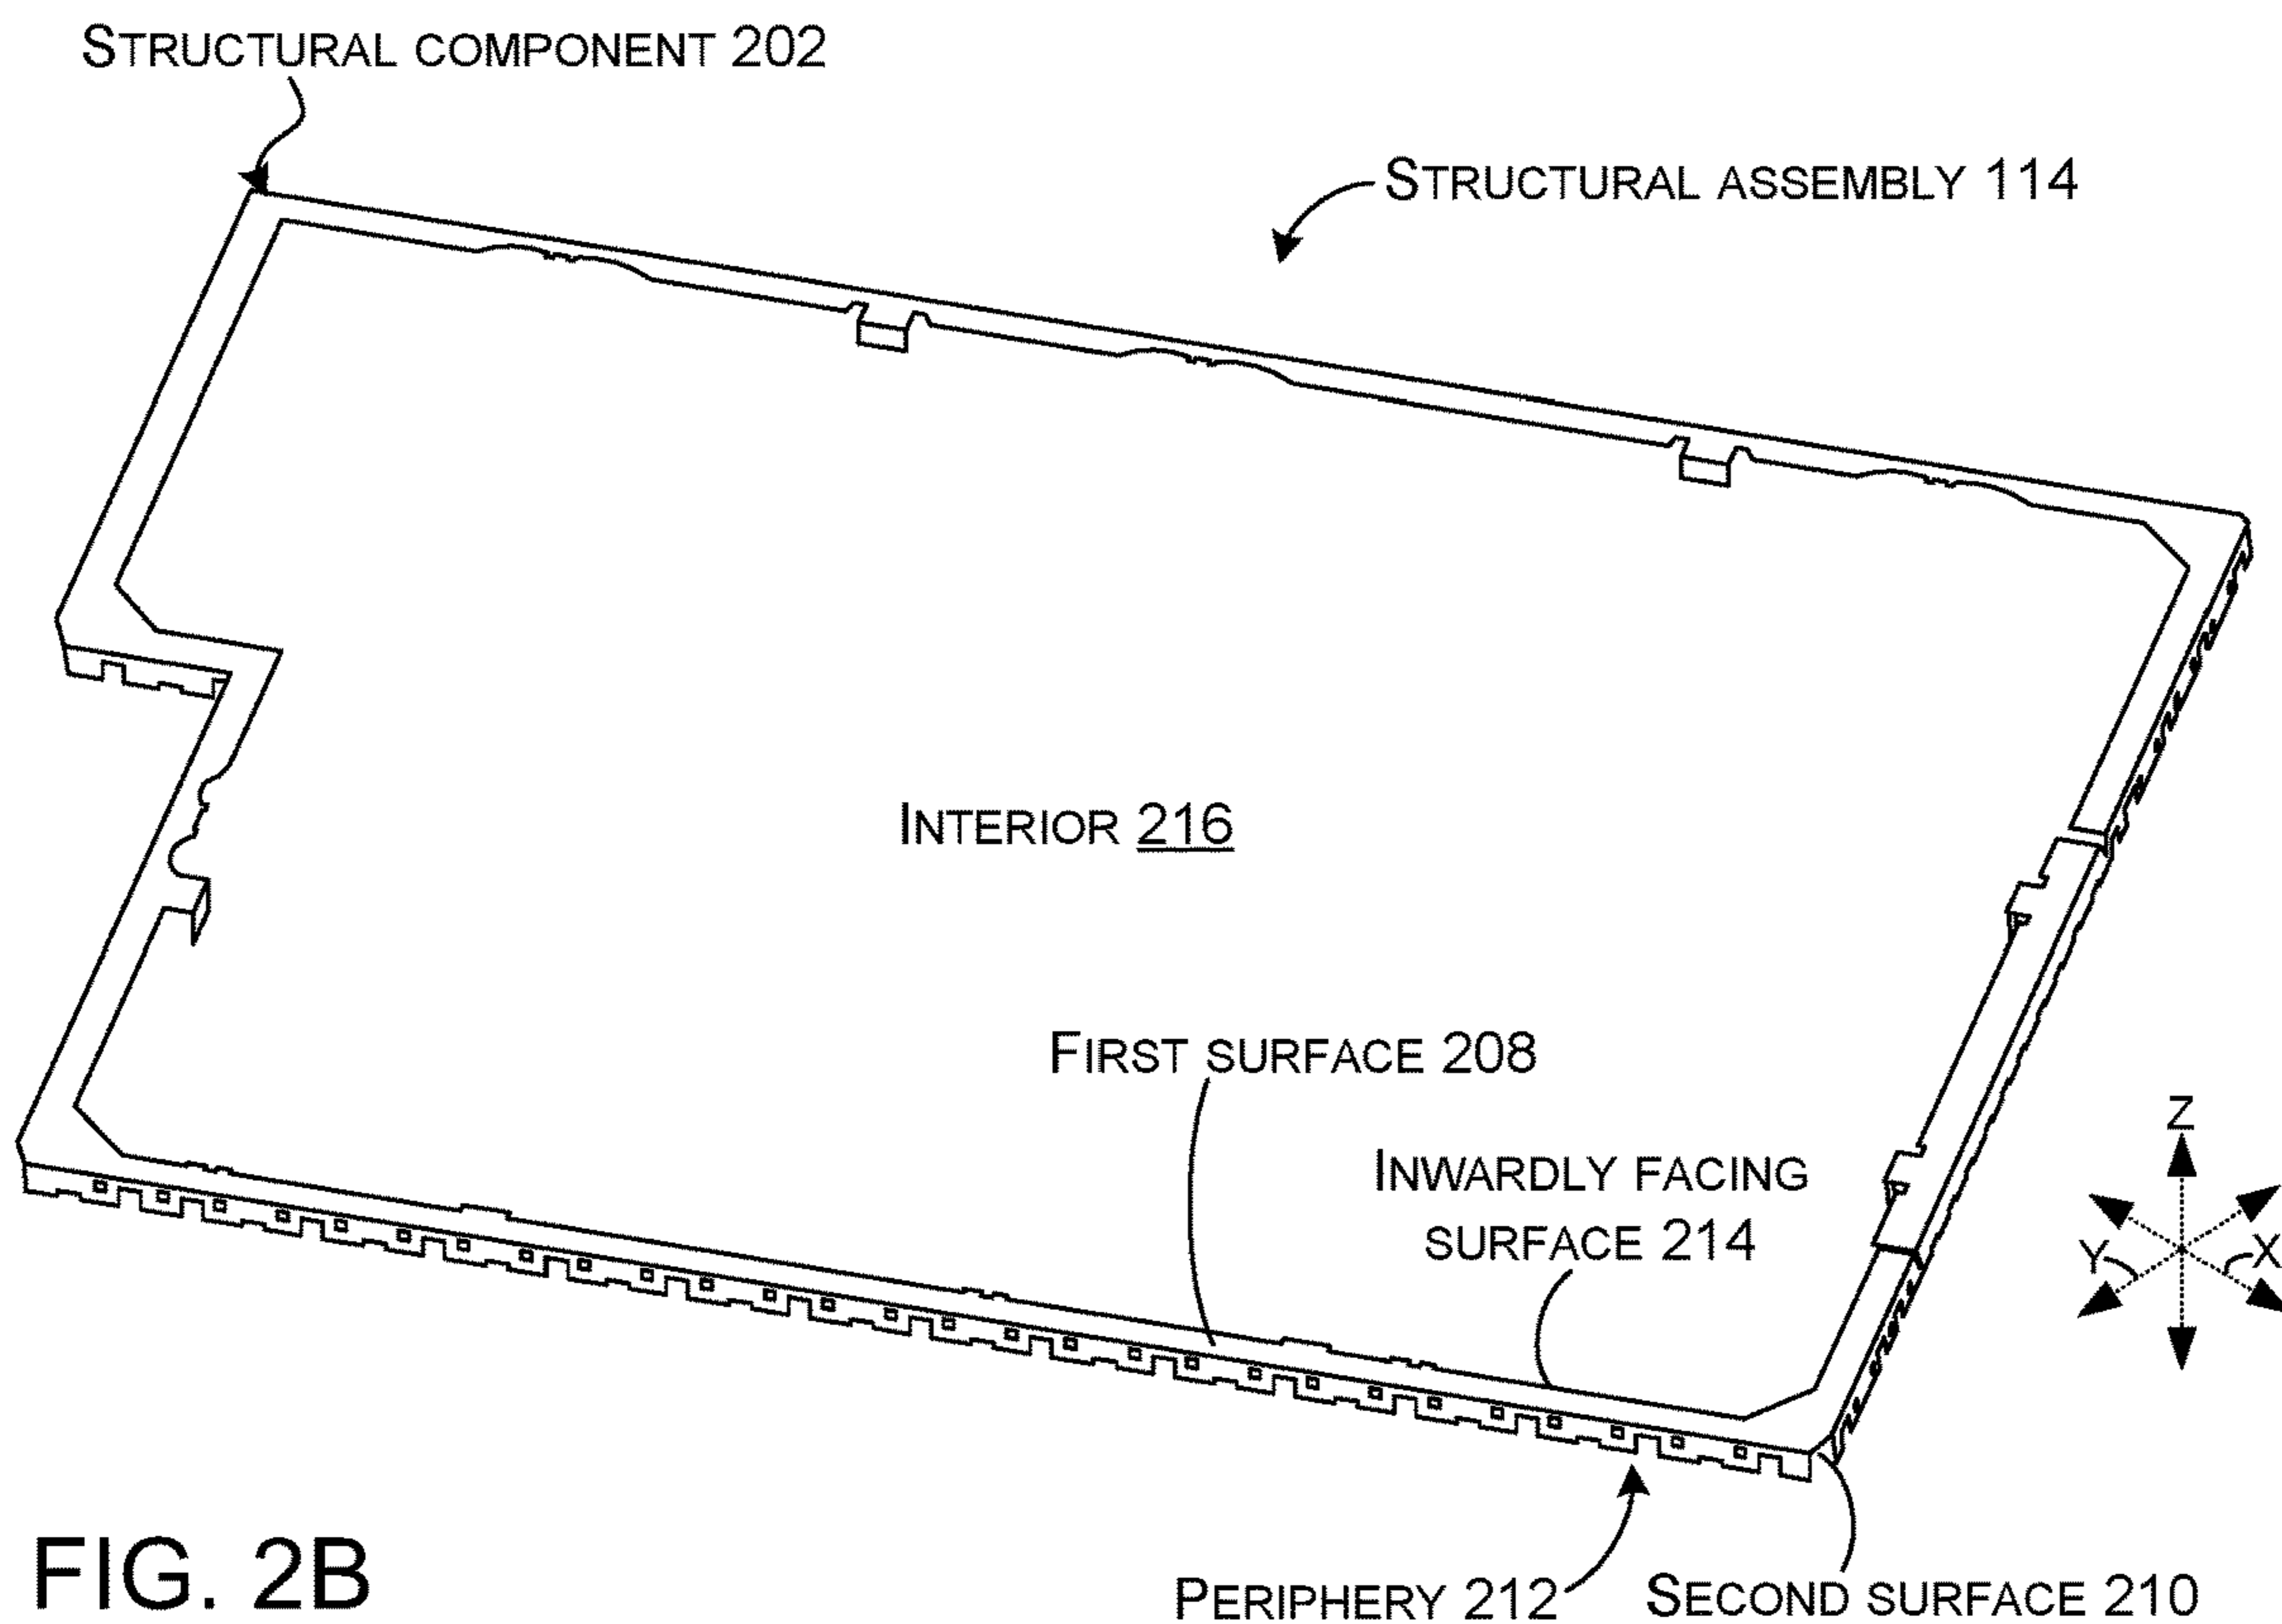 STRUCTURAL COMPONENT 202
STRUCTURAL ASSEMBLY 114
INTERIOR 216
FIRST SURFACE 208
INWARDLY FACING
SURFACE 214
Z
Y
X
FIG. 2B
PERIPHERY 212
SECOND SURFACE 210